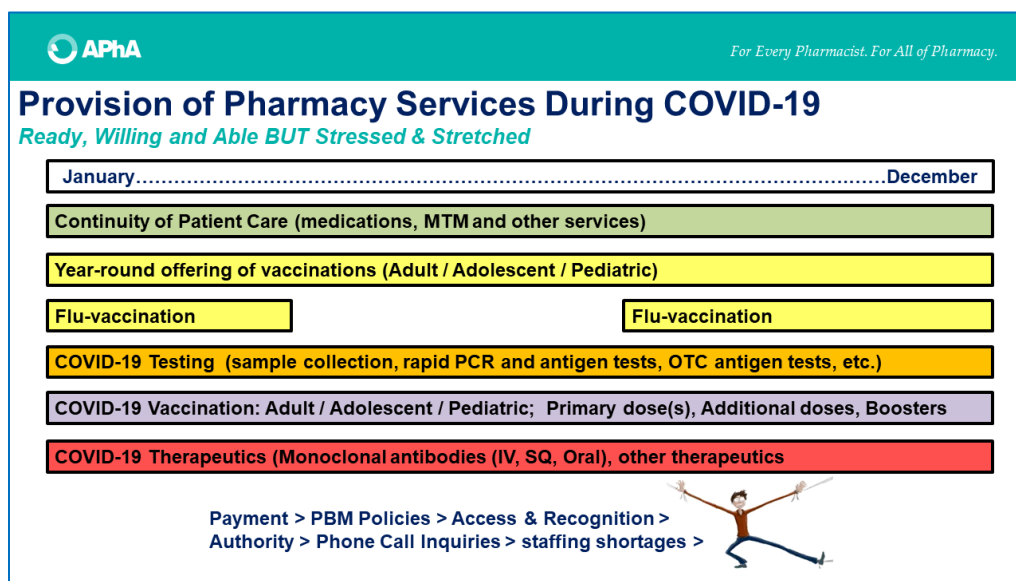 APhA
For Every Pharmacist. For All of Pharmacy.
Provision of Pharmacy Services During COVID-19
Ready, Willing and Able BUT Stressed & Stretched
January……………………………………………………………………………………………………….……December
Continuity of Patient Care (medications, MTM and other services)
Year-round offering of vaccinations (Adult / Adolescent / Pediatric)
Flu-vaccination
Flu-vaccination
COVID-19 Testing (sample collection, rapid PCR and antigen tests, OTC antigen tests, etc.)
COVID-19 Vaccination: Adult / Adolescent / Pediatric; Primary dose(s), Additional doses, Boosters
COVID-19 Therapeutics (Monoclonal antibodies (IV, SQ, Oral), other therapeutics
Payment > PBM Policies > Access & Recognition >
Authority > Phone Call Inquiries > staffing shortages >